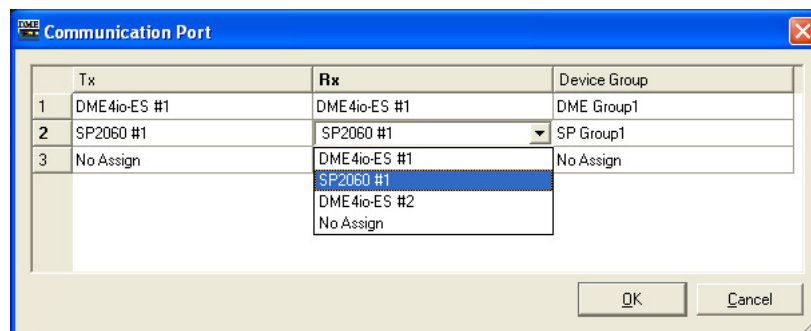 DME Communication Port
Tx Rx Device Group
1 DME4io-ES #1 DME4io-ES #1 DME Group1
2 SP2060 #1 SP2060 #1 SP Group1
3 No Assign DME4io-ES #1 No Assign
SP2060 #1
DME4io-ES #2
No Assign
OK Cancel